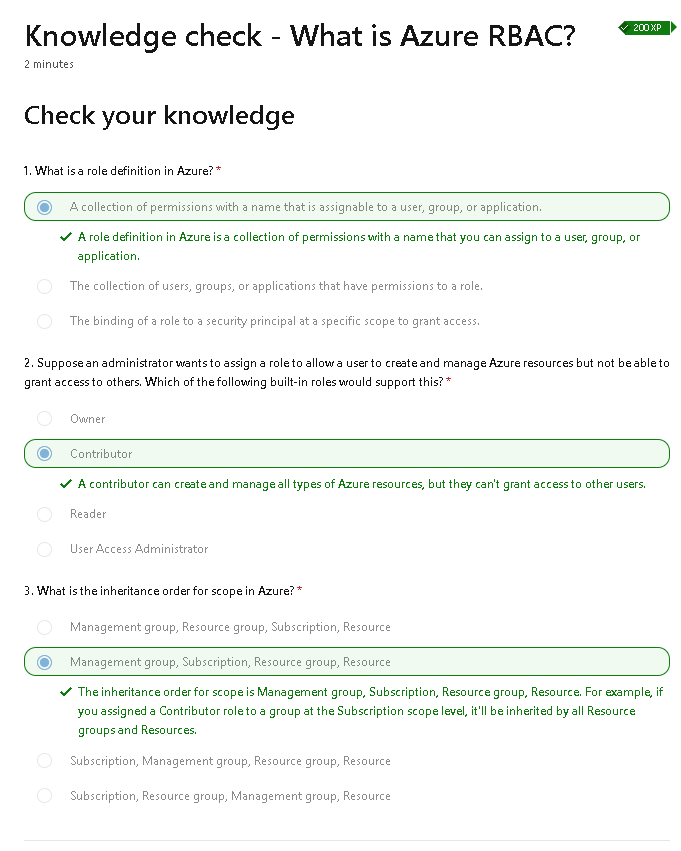 Knowledge check - What is Azure RBAC?
200 XP
2 minutes
Check your knowledge
1. What is a role definition in Azure? *
A collection of permissions with a name that is assignable to a user, group, or application.
A role definition in Azure is a collection of permissions with a name that you can assign to a user, group, or
application.
The collection of users, groups, or applications that have permissions to a role.
The binding of a role to a security principal at a specific scope to grant access.
2. Suppose an administrator wants to assign a role to allow a user to create and manage Azure resources but not be able to
grant access to others. Which of the following built-in roles would support this? *
Owner
Contributor
A contributor can create and manage all types of Azure resources, but they can't grant access to other users.
Reader
User Access Administrator
3. What is the inheritance order for scope in Azure? *
Management group, Resource group, Subscription, Resource
Management group, Subscription, Resource group, Resource
The inheritance order for scope is Management group, Subscription, Resource group, Resource. For example, if
you assigned a Contributor role to a group at the Subscription scope level, it'll be inherited by all Resource
groups and Resources.
Subscription, Management group, Resource group, Resource
Subscription, Resource group, Management group, Resource